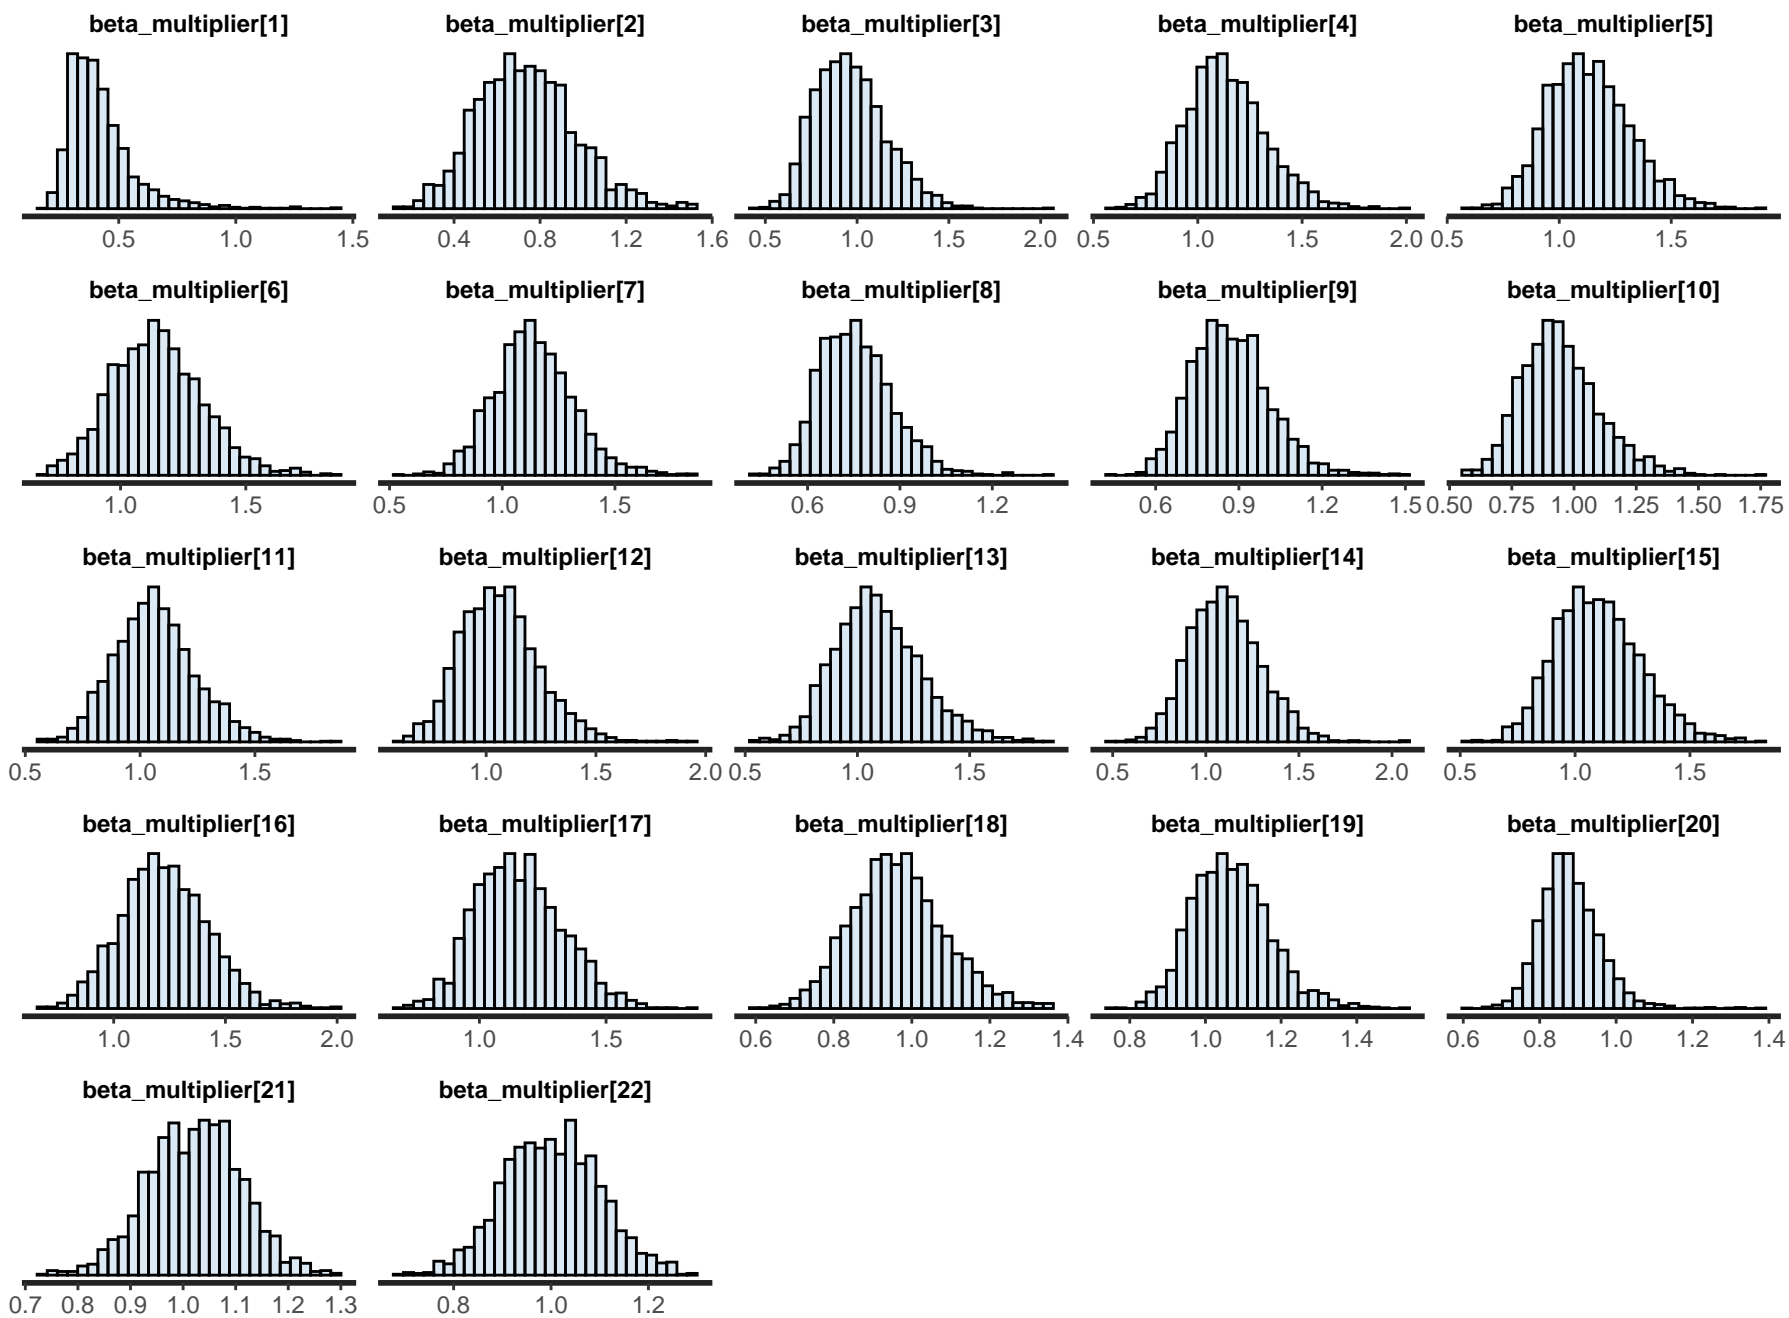 beta_multiplier[1] beta_multiplier[2] beta_multiplier[3] beta_multiplier[4] beta_multiplier[5]
0.5 1.0 1.5 0.4 0.8 1.2 1.6 0.5 1.0 1.5 2.0 0.5 1.0 1.5 2.0 0.5 1.0 1.5
beta_multiplier[6] beta_multiplier[7] beta_multiplier[8] beta_multiplier[9] beta_multiplier[10]
1.0 1.5 0.5 1.0 1.5 0.6 0.9 1.2 0.6 0.9 1.2 1.5 0.50 0.75 1.00 1.25 1.50 1.75
beta_multiplier[11] beta_multiplier[12] beta_multiplier[13] beta_multiplier[14] beta_multiplier[15]
0.5 1.0 1.5 1.0 1.5 2.0 0.5 1.0 1.5 0.5 1.0 1.5 2.0 0.5 1.0 1.5
beta_multiplier[16] beta_multiplier[17] beta_multiplier[18] beta_multiplier[19] beta_multiplier[20]
1.0 1.5 2.0 1.0 1.5 0.6 0.8 1.0 1.2 1.4 0.8 1.0 1.2 1.4 0.6 0.8 1.0 1.2 1.4
beta_multiplier[21] beta_multiplier[22]
0.7 0.8 0.9 1.0 1.1 1.2 1.3 0.8 1.0 1.2